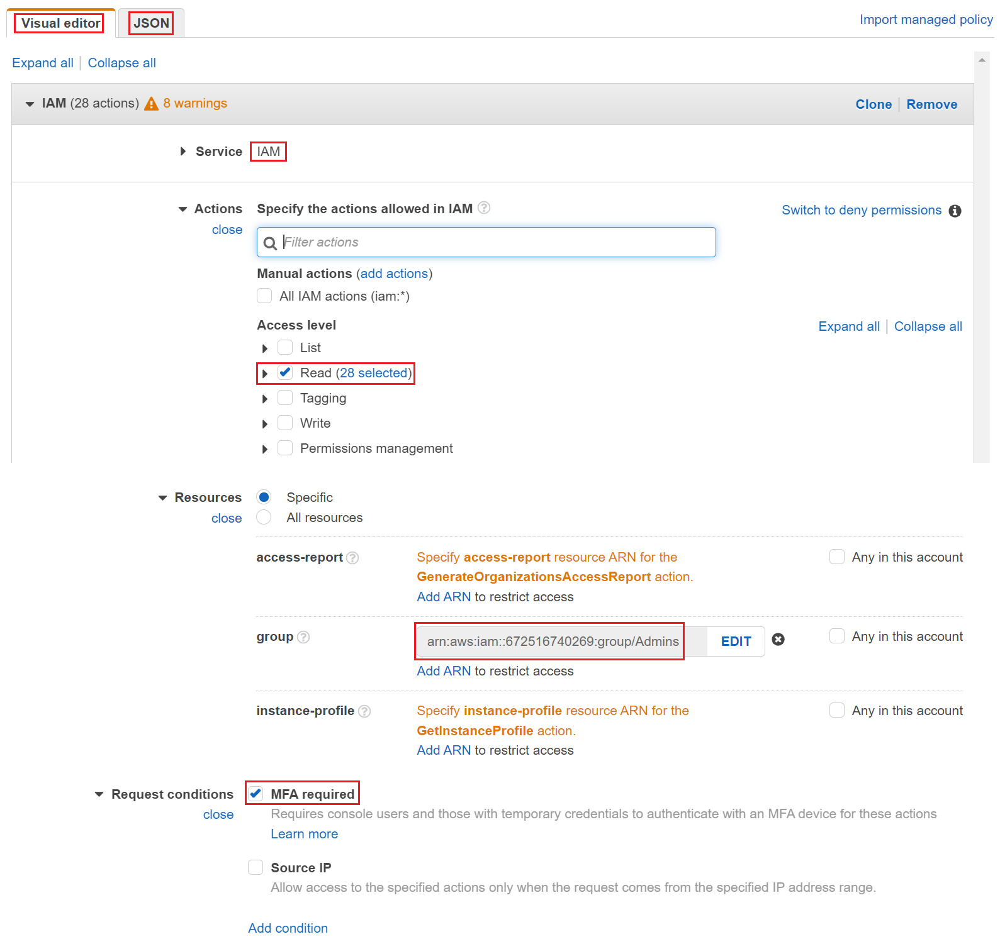 Visual editor JSON Import managed policy
Expand all | Collapse all
IAM (28 actions) 8 warnings Clone | Remove
Service IAM
Actions Specify the actions allowed in IAM ? Switch to deny permissions i
close
Filter actions
Manual actions (add actions)
All IAM actions (iam:*)
Access level Expand all | Collapse all
List
Read (28 selected)
Tagging
Write
Permissions management
Resources Specific
close All resources
access-report ? Specify access-report resource ARN for the Any in this account
GenerateOrganizationsAccessReport action.
Add ARN to restrict access
group ? arn:aws:iam::672516740269:group/Admins EDIT Any in this account
Add ARN to restrict access
instance-profile ? Specify instance-profile resource ARN for the Any in this account
GetInstanceProfile action.
Add ARN to restrict access
Request conditions MFA required
close Requires console users and those with temporary credentials to authenticate with an MFA device for these actions
Learn more
Source IP
Allow access to the specified actions only when the request comes from the specified IP address range.
Add condition